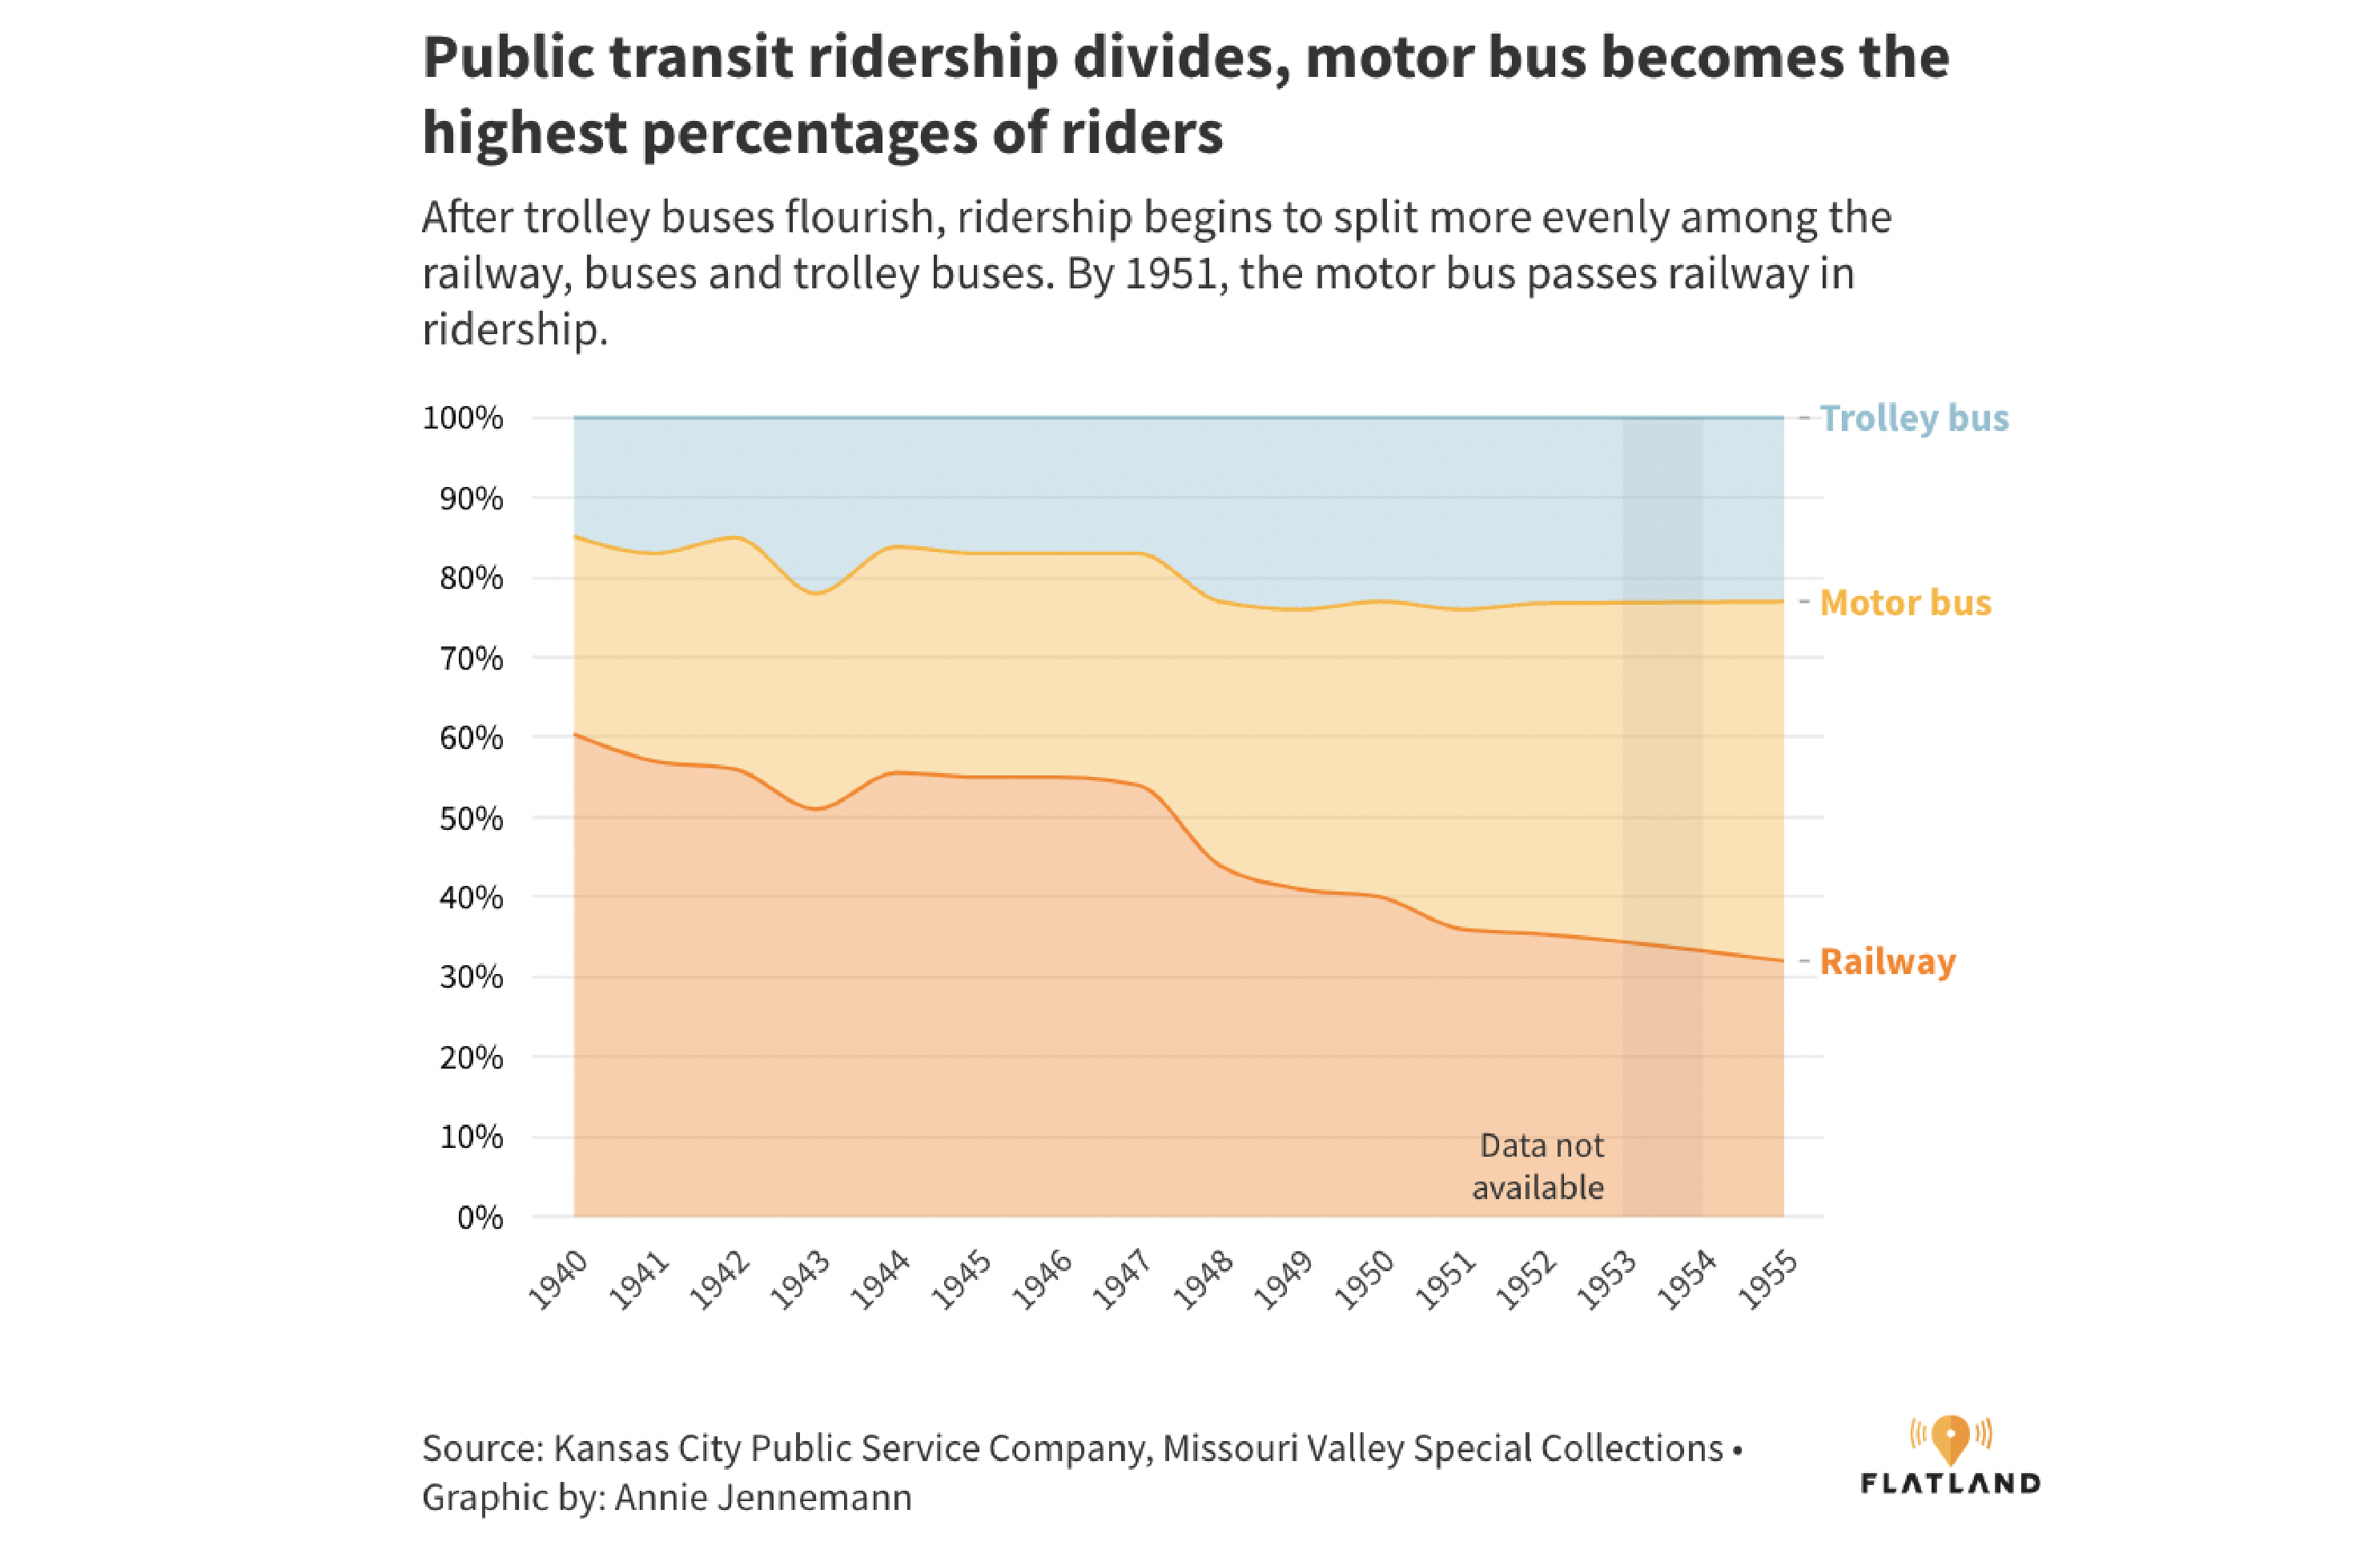 Public transit ridership divides, motor bus becomes the
highest percentages of riders
After trolley buses flourish, ridership begins to split more evenly among the
railway, buses and trolley buses. By 1951, the motor bus passes railway in
ridership.
100%
Trolley bus
90%
80%
Motor bus
70%
60%
50%
40%
Railway
30%
20%
10%
Data not
available
0%
1940
1941
1942
1943
1944
1945
1946
1947
1948
1949
1950
1951
1952
1953
1954
1955
Source: Kansas City Public Service Company, Missouri Valley Special Collections •
Graphic by: Annie Jennemann
FLATLAND